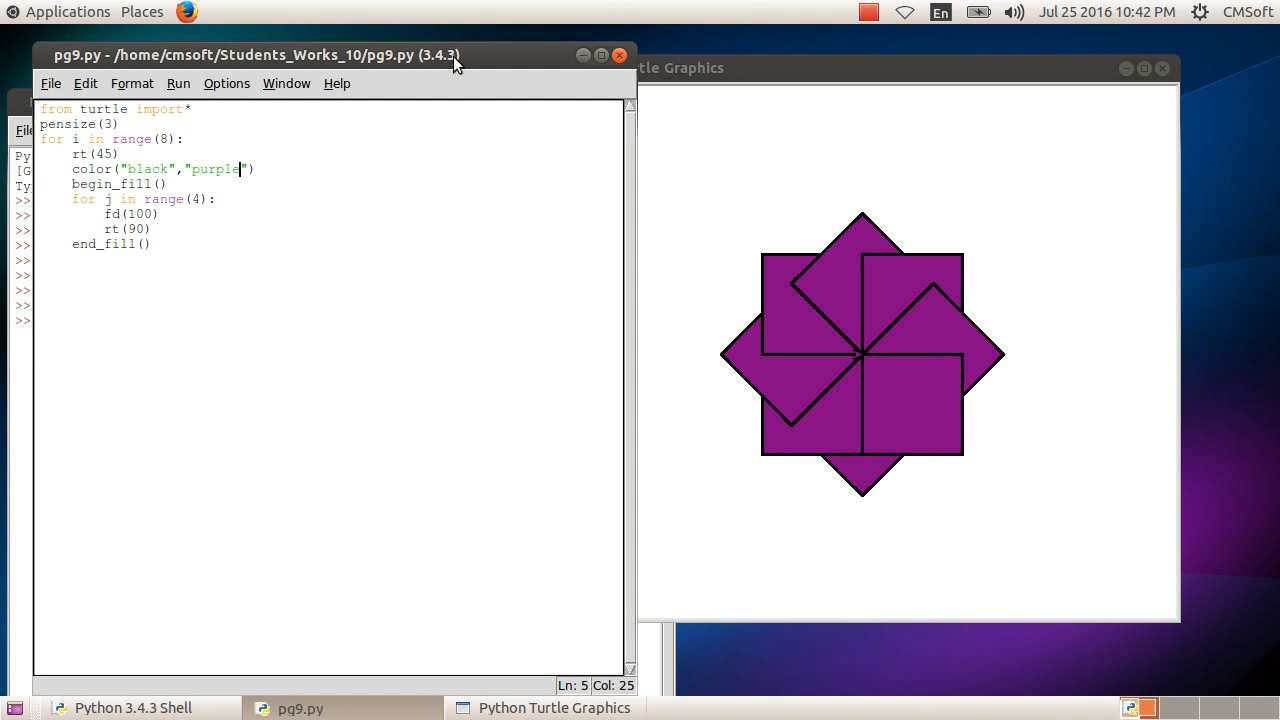 Applications Places En Jul 25 2016 10:42 PM CMSoft
pg9.py - /home/cmsoft/Students_Works_10/pg9.py (3.4.3)
File Edit Format Run Options Window Help
from turtle import*
pensize(3)
for i in range(8):
    rt(45)
    color("black","purple")
    begin_fill()
    for j in range(4):
        fd(100)
        rt(90)
    end_fill()
Ln: 5 Col: 25
File
Py
[G
Ty
>>
>>
>>
>>
>>
>>
>>
>>
>>
tle Graphics
Python 3.4.3 Shell pg9.py Python Turtle Graphics